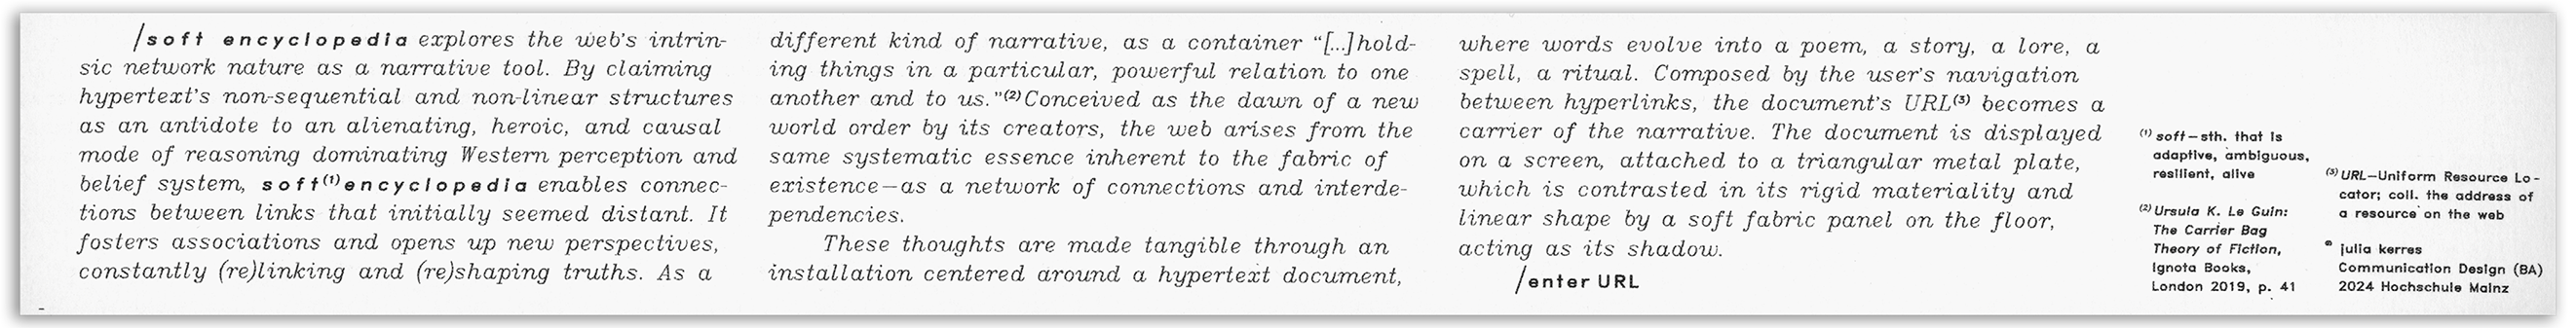 /soft encyclopedia explores the web's intrin-
sic network nature as a narrative tool. By claiming
hypertext's non-sequential and non-linear structures
as an antidote to an alienating, heroic, and causal
mode of reasoning dominating Western perception and
belief system, soft(1)encyclopedia enables connec-
tions between links that initially seemed distant. It
fosters associations and opens up new perspectives,
constantly (re)linking and (re)shaping truths. As a
different kind of narrative, as a container “[...]hold-
ing things in a particular, powerful relation to one
another and to us.”(2)Conceived as the dawn of a new
world order by its creators, the web arises from the
same systematic essence inherent to the fabric of
existence—as a network of connections and interde-
pendencies.
These thoughts are made tangible through an
installation centered around a hypertext document,
where words evolve into a poem, a story, a lore, a
spell, a ritual. Composed by the user's navigation
between hyperlinks, the document's URL(3) becomes a
carrier of the narrative. The document is displayed
on a screen, attached to a triangular metal plate,
which is contrasted in its rigid materiality and
linear shape by a soft fabric panel on the floor,
acting as its shadow.
/enter URL
(1) soft—sth. that is
adaptive, ambiguous,
resilient, alive
(2) Ursula K. Le Guin:
The Carrier Bag
Theory of Fiction,
Ignota Books,
London 2019, p. 41
(3) URL—Uniform Resource Lo-
cator; coll. the address of
a resource on the web
julia kerres
Communication Design (BA)
2024 Hochschule Mainz